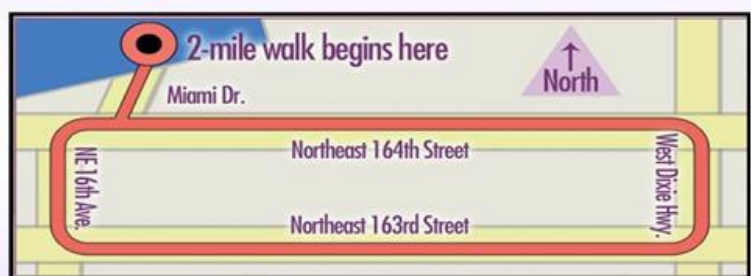 2-mile walk begins here
North
Miami Dr.
Northeast 164th Street
NE 16th Ave.
West Dixie Hwy.
Northeast 163rd Street